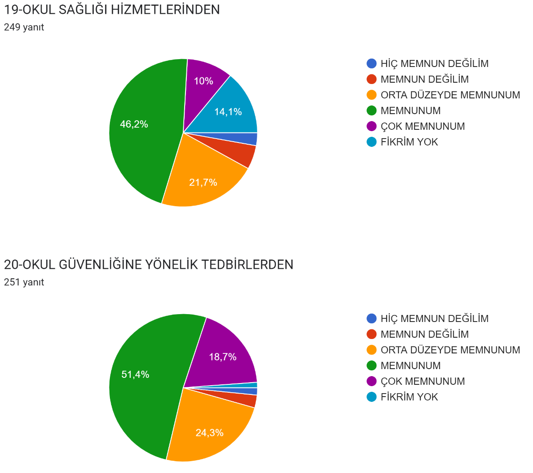 19-OKUL SAĞLIĞI HİZMETLERİNDEN
249 yanıt
HİÇ MEMNUN DEĞİLİM
MEMNUN DEĞİLİM
ORTA DÜZEYDE MEMNUNUM
MEMNUNUM
ÇOK MEMNUNUM
FİKRİM YOK
10%
14,1%
46,2%
21,7%
20-OKUL GÜVENLİĞİNE YÖNELİK TEDBİRLERDEN
251 yanıt
HİÇ MEMNUN DEĞİLİM
MEMNUN DEĞİLİM
ORTA DÜZEYDE MEMNUNUM
MEMNUNUM
ÇOK MEMNUNUM
FİKRİM YOK
18,7%
51,4%
24,3%